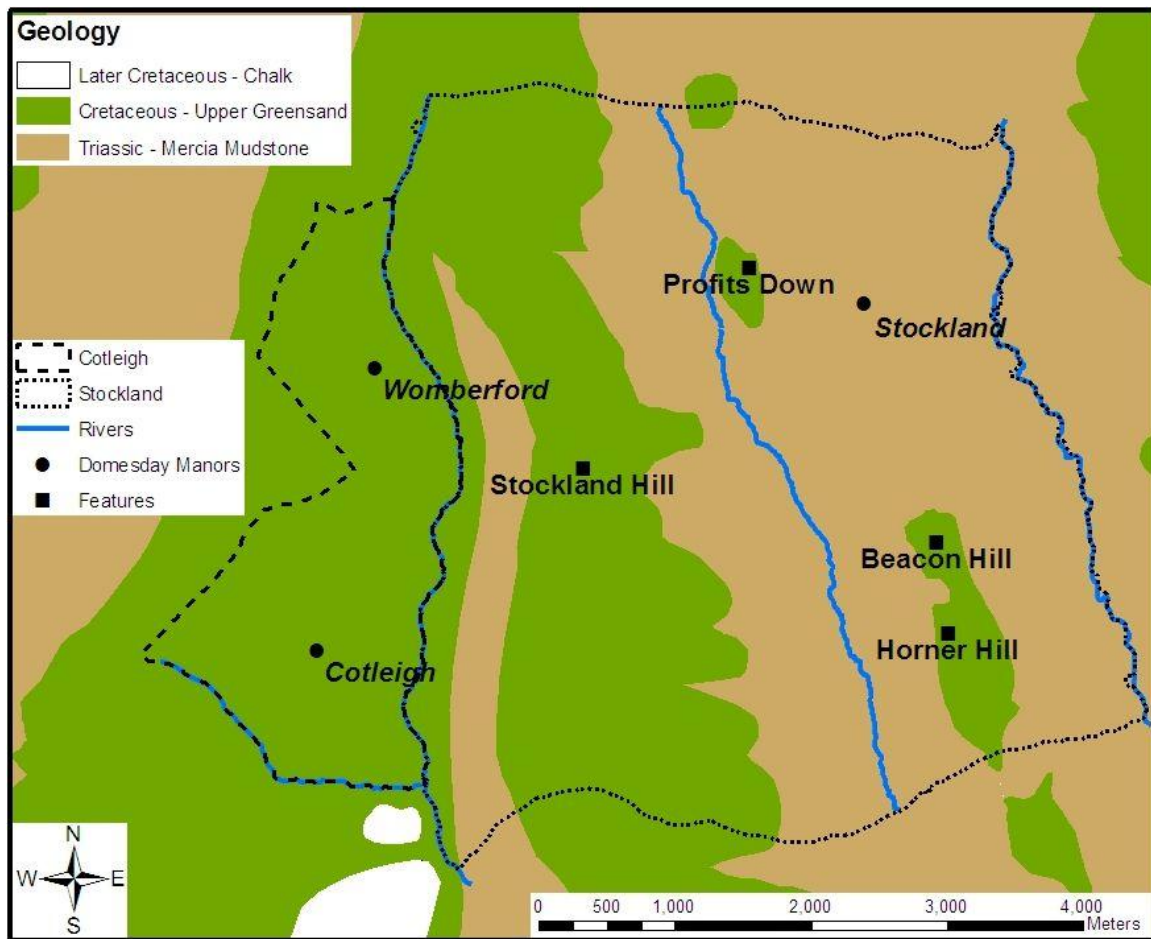 Geology
Later Cretaceous - Chalk
Cretaceous - Upper Greensand
Triassic - Mercia Mudstone
Profits Down
Stockland
Cotleigh
Stockland
Rivers
Domesday Manors
Features
Womberford
Stockland Hill
Beacon Hill
Horner Hill
Cotleigh
N
W E
S
0 500 1,000 2,000 3,000 4,000
Meters